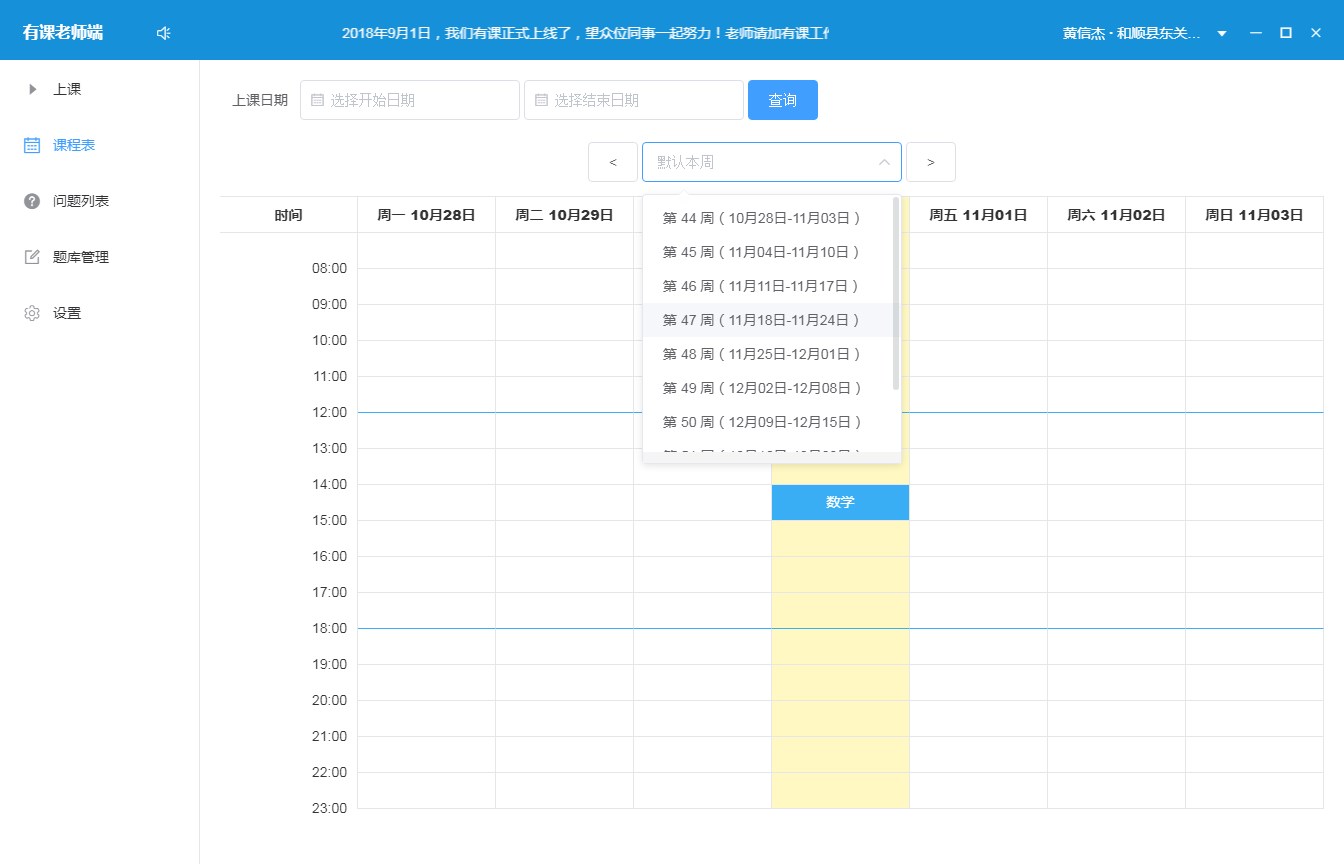 有课老师端
2018年9月1日，我们有课正式上线了，望众位同事一起努力！老师请加有课工作
黄信杰·和顺县东关...
上课
课程表
问题列表
题库管理
设置
上课日期 选择开始日期 选择结束日期 查询
< 默认本周 >
时间 周一 10月28日 周二 10月29日 周五 11月01日 周六 11月02日 周日 11月03日
第 44 周（10月28日-11月03日）
第 45 周（11月04日-11月10日）
第 46 周（11月11日-11月17日）
第 47 周（11月18日-11月24日）
第 48 周（11月25日-12月01日）
第 49 周（12月02日-12月08日）
第 50 周（12月09日-12月15日）
08:00
09:00
10:00
11:00
12:00
13:00
14:00
数学
15:00
16:00
17:00
18:00
19:00
20:00
21:00
22:00
23:00